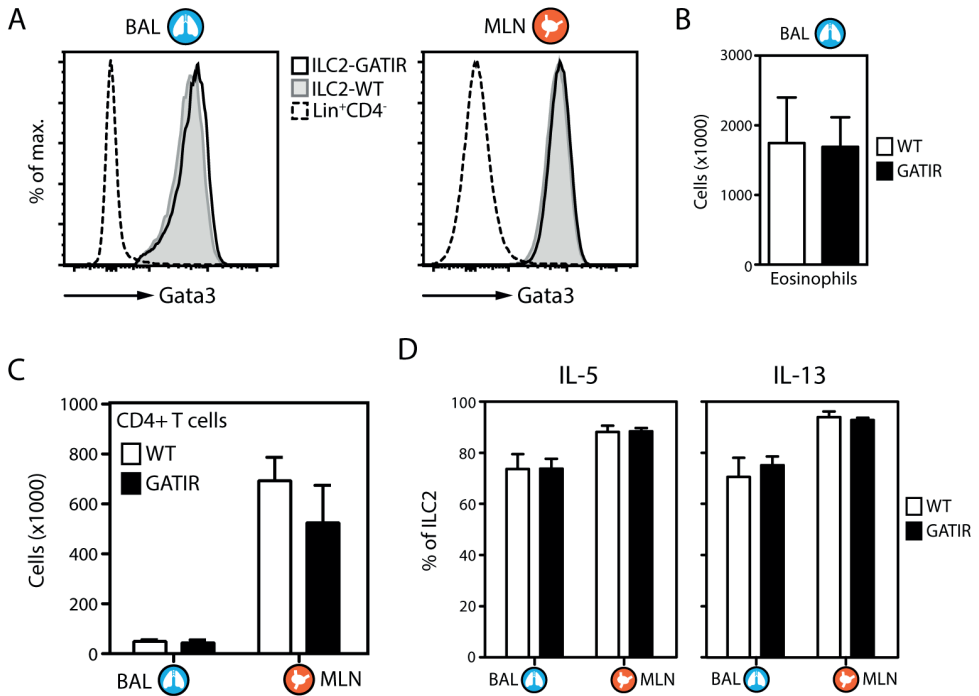 A
BAL
MLN
% of max.
Gata3
Gata3
ILC2-GATIR
ILC2-WT
Lin⁺CD4⁻
B
BAL
Cells (x1000)
3000
2000
1000
0
Eosinophils
WT
GATIR
C
Cells (x1000)
1000
800
600
400
200
0
CD4+ T cells
WT
GATIR
BAL
MLN
D
IL-5
IL-13
% of ILC2
100
80
60
40
20
0
BAL
MLN
BAL
MLN
WT
GATIR